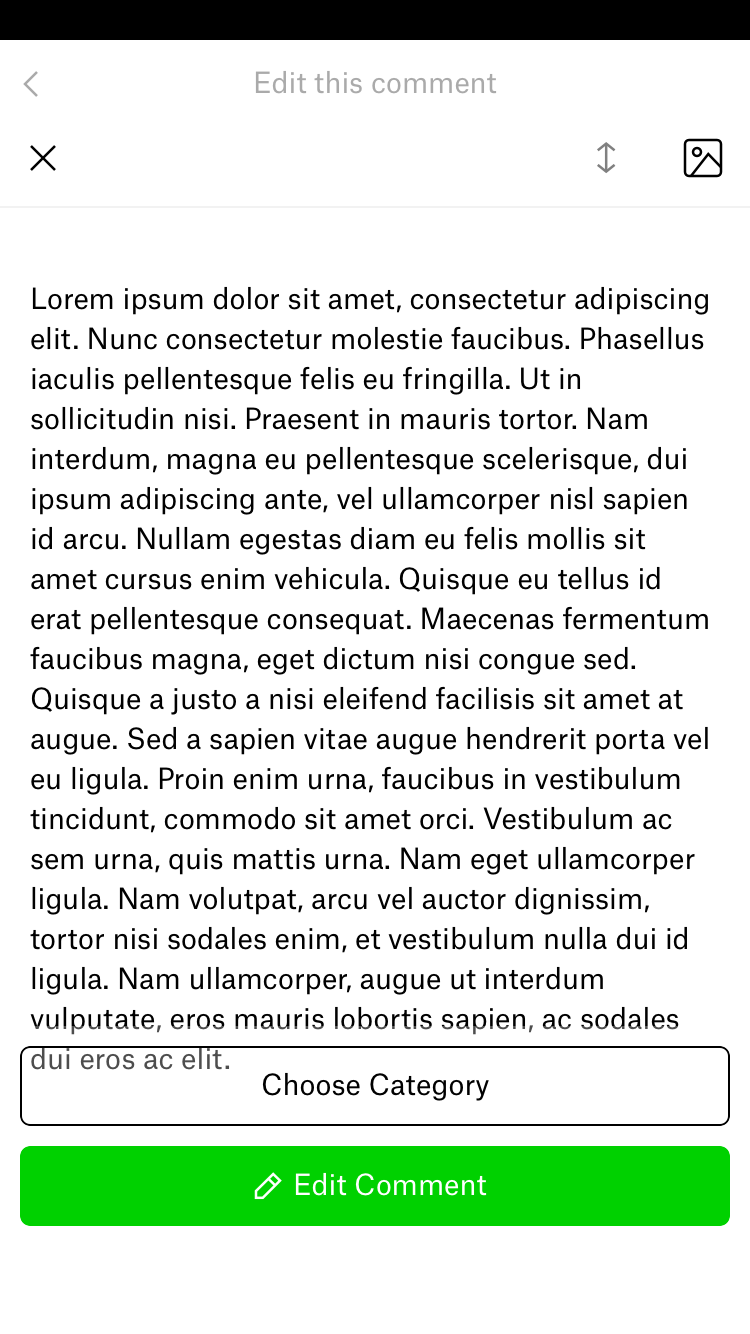 Edit this comment
Lorem ipsum dolor sit amet, consectetur adipiscing
elit. Nunc consectetur molestie faucibus. Phasellus
iaculis pellentesque felis eu fringilla. Ut in
sollicitudin nisi. Praesent in mauris tortor. Nam
interdum, magna eu pellentesque scelerisque, dui
ipsum adipiscing ante, vel ullamcorper nisl sapien
id arcu. Nullam egestas diam eu felis mollis sit
amet cursus enim vehicula. Quisque eu tellus id
erat pellentesque consequat. Maecenas fermentum
faucibus magna, eget dictum nisi congue sed.
Quisque a justo a nisi eleifend facilisis sit amet at
augue. Sed a sapien vitae augue hendrerit porta vel
eu ligula. Proin enim urna, faucibus in vestibulum
tincidunt, commodo sit amet orci. Vestibulum ac
sem urna, quis mattis urna. Nam eget ullamcorper
ligula. Nam volutpat, arcu vel auctor dignissim,
tortor nisi sodales enim, et vestibulum nulla dui id
ligula. Nam ullamcorper, augue ut interdum
vulputate, eros mauris lobortis sapien, ac sodales
dui eros ac elit.
Choose Category
Edit Comment